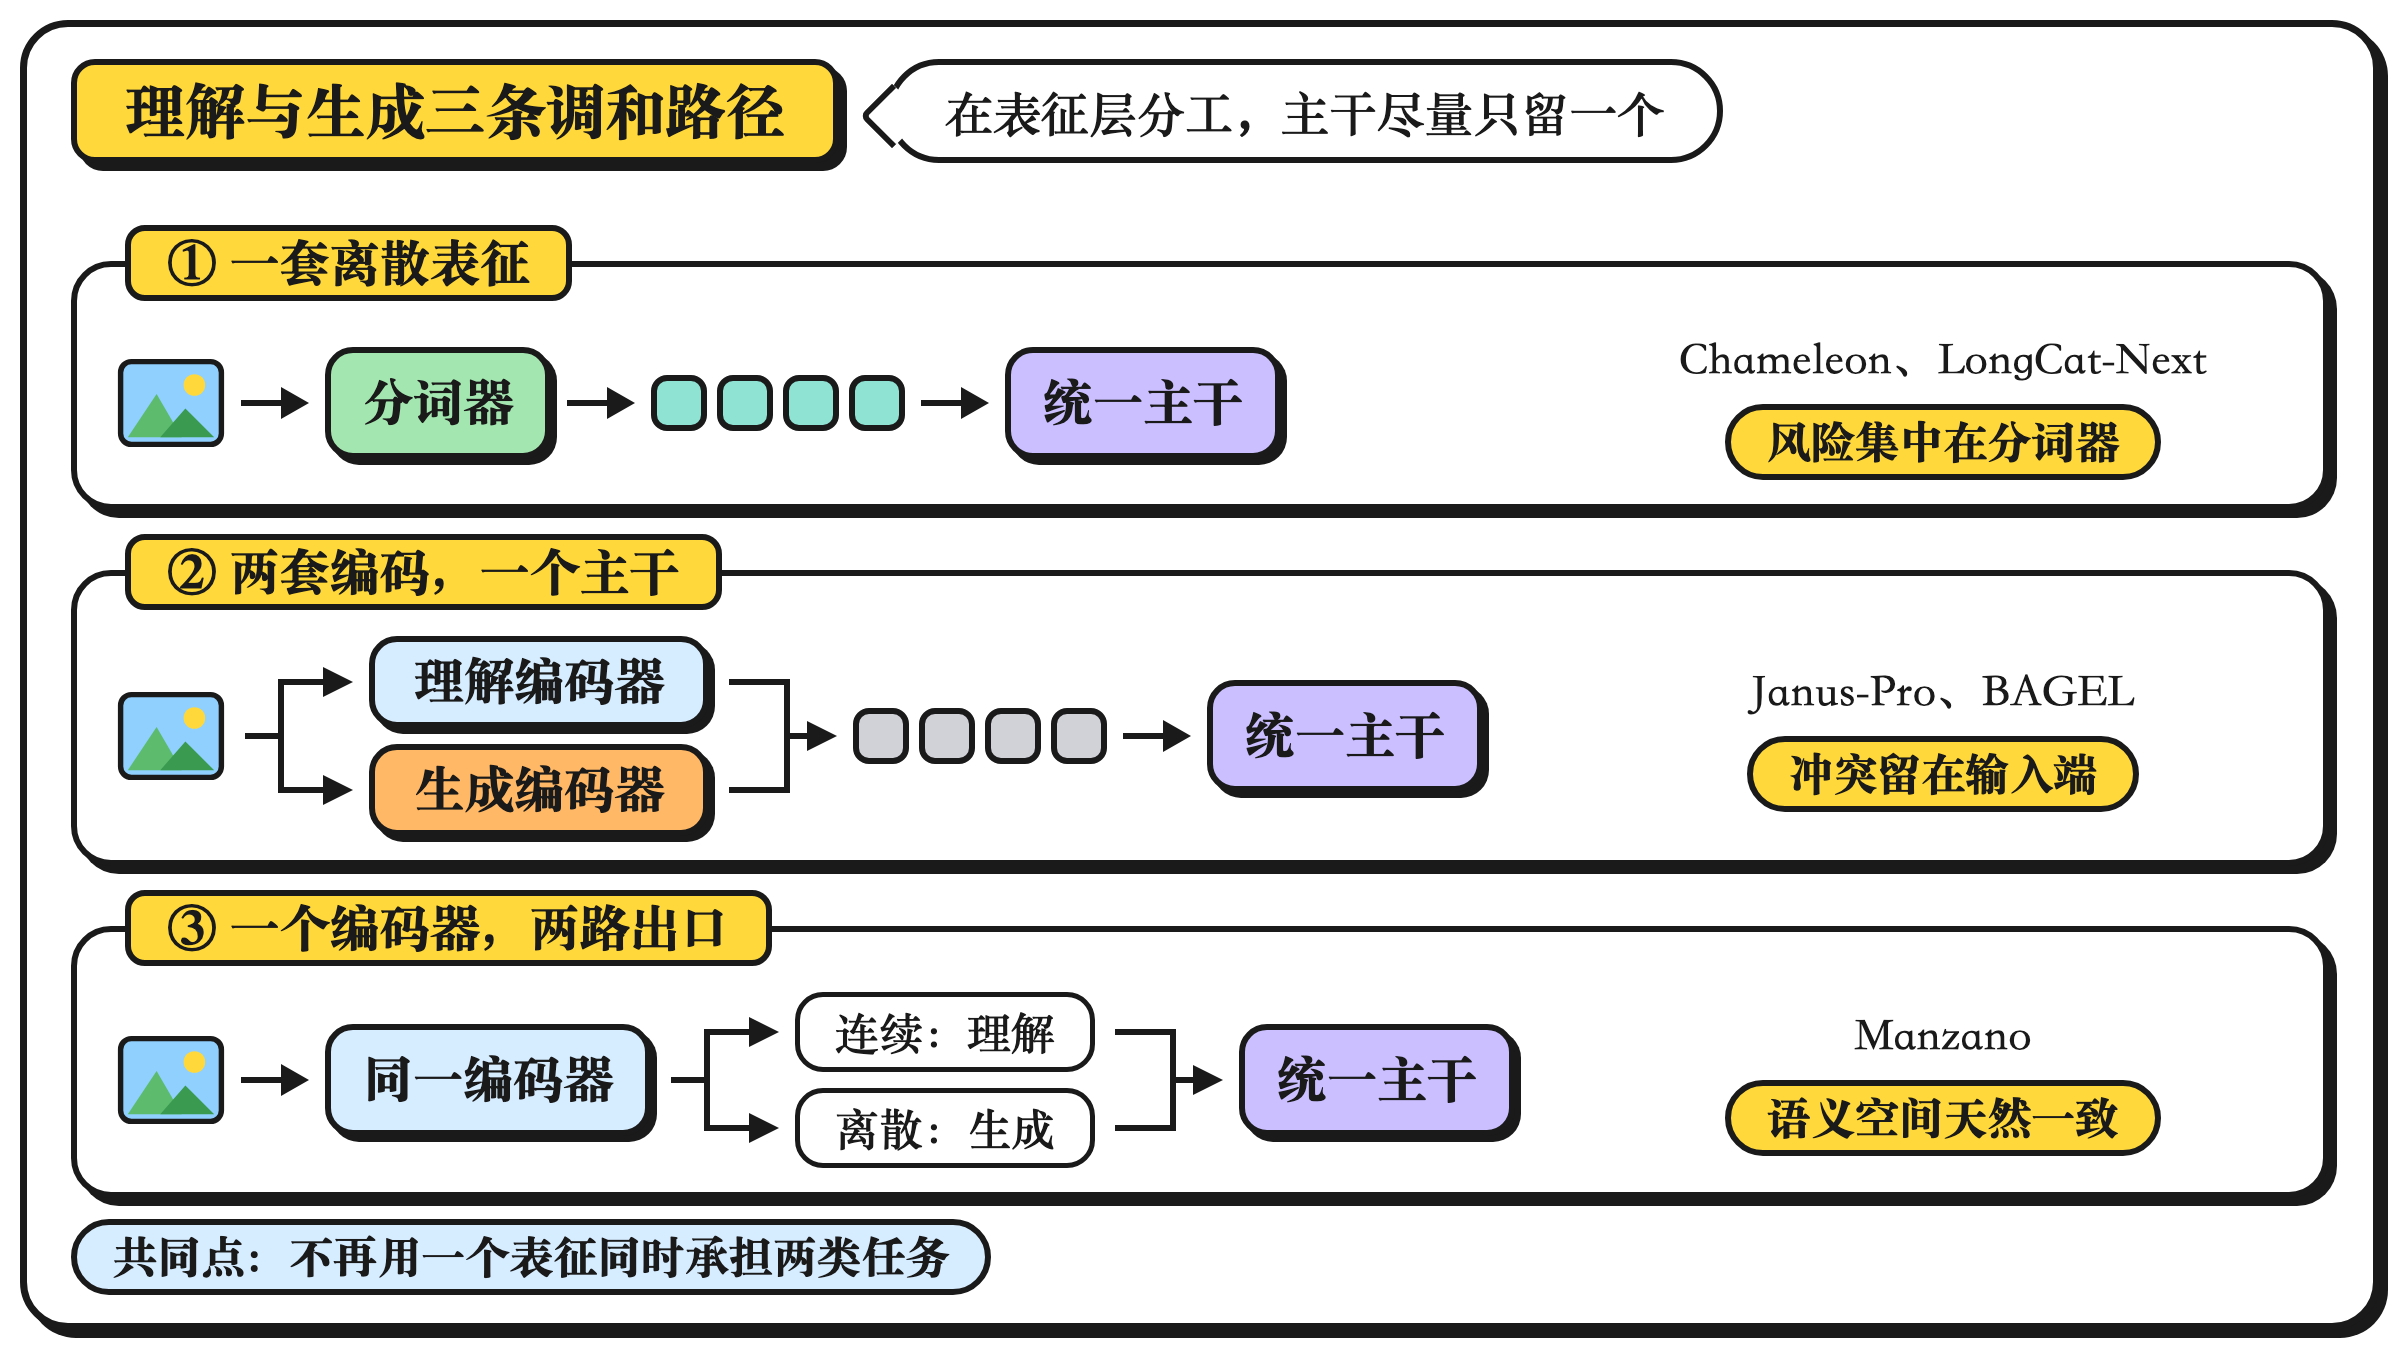 理解与生成三条调和路径
在表征层分工，主干尽量只留一个
① 一套离散表征
分词器
统一主干
Chameleon、LongCat-Next
风险集中在分词器
② 两套编码，一个主干
理解编码器
生成编码器
统一主干
Janus-Pro、BAGEL
冲突留在输入端
③ 一个编码器，两路出口
同一编码器
连续：理解
离散：生成
统一主干
Manzano
语义空间天然一致
共同点：不再用一个表征同时承担两类任务